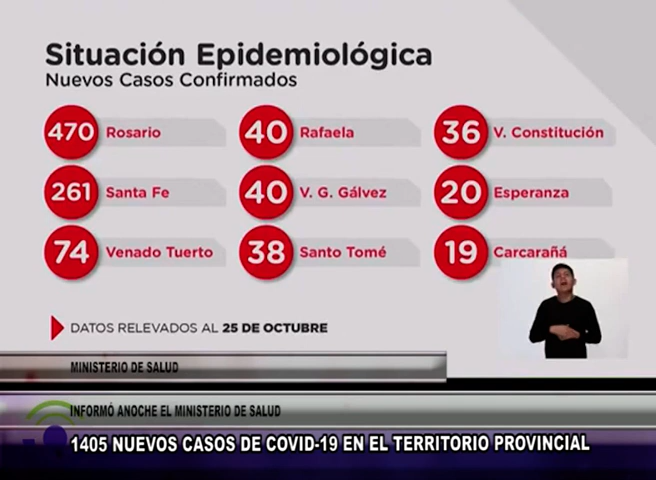 Situación Epidemiológica
Nuevos Casos Confirmados
470 Rosario
40 Rafaela
36 V. Constitución
261 Santa Fe
40 V. G. Gálvez
20 Esperanza
74 Venado Tuerto
38 Santo Tomé
19 Carcarañá
DATOS RELEVADOS AL 25 DE OCTUBRE
MINISTERIO DE SALUD
INFORMÓ ANOCHE EL MINISTERIO DE SALUD
1405 NUEVOS CASOS DE COVID-19 EN EL TERRITORIO PROVINCIAL